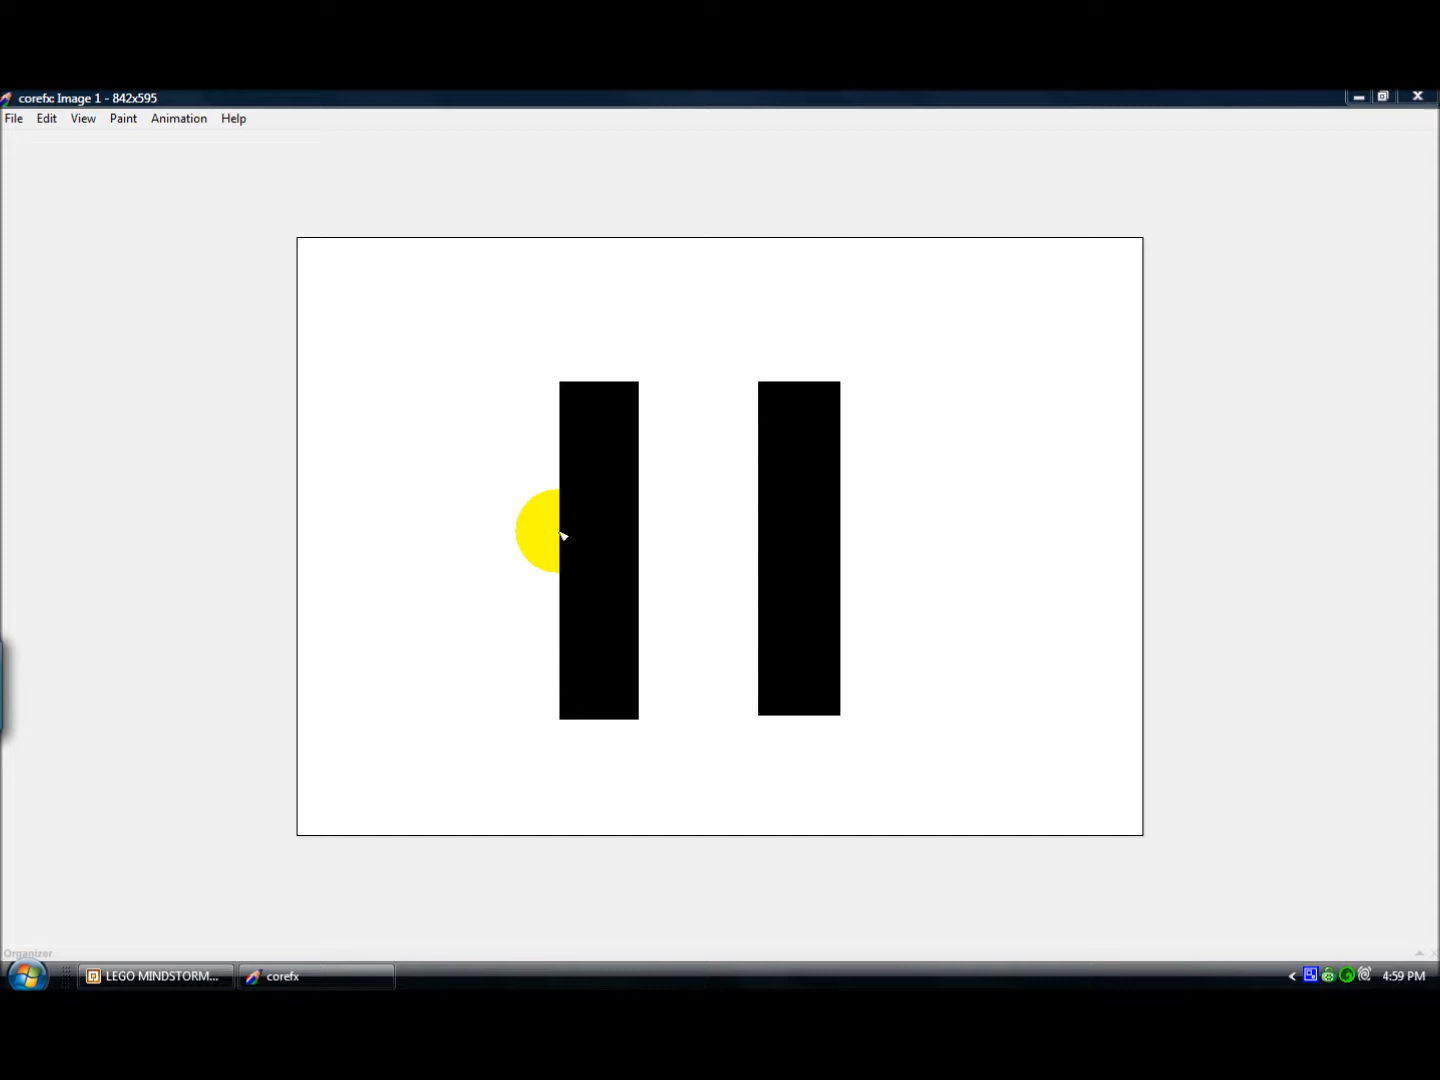 corefx: Image 1 - 842x595
File Edit View Paint Animation Help
Organizer
LEGO MINDSTORM... corefx 4:59 PM